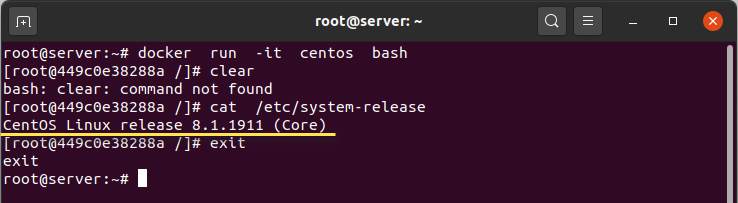 root@server: ~
root@server:~# docker  run  -it  centos  bash
[root@449c0e38288a /]# clear
bash: clear: command not found
[root@449c0e38288a /]# cat  /etc/system-release
CentOS Linux release 8.1.1911 (Core)
[root@449c0e38288a /]# exit
exit
root@server:~#